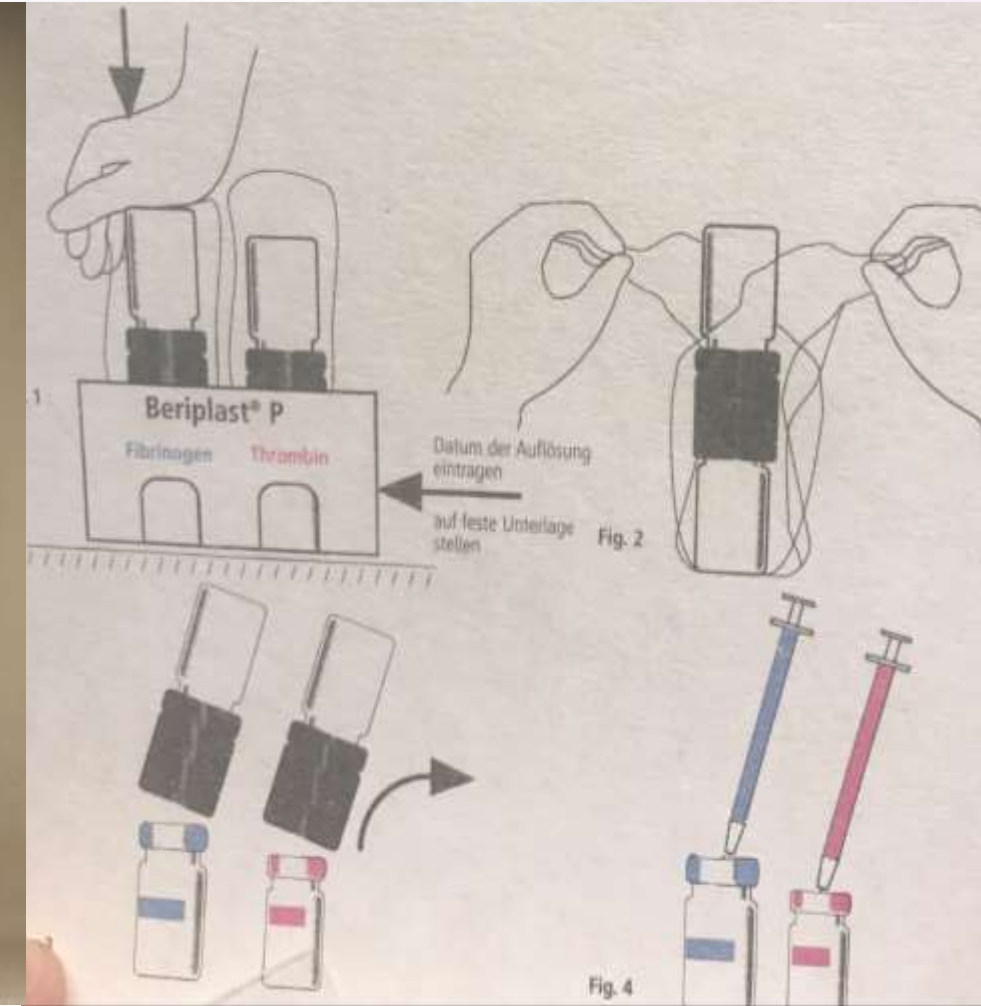 1
Beriplast® P
Fibrinogen Thrombin
Datum der Auflösung
eintragen
auf feste Unterlage
stellen
Fig. 2
Fig. 4